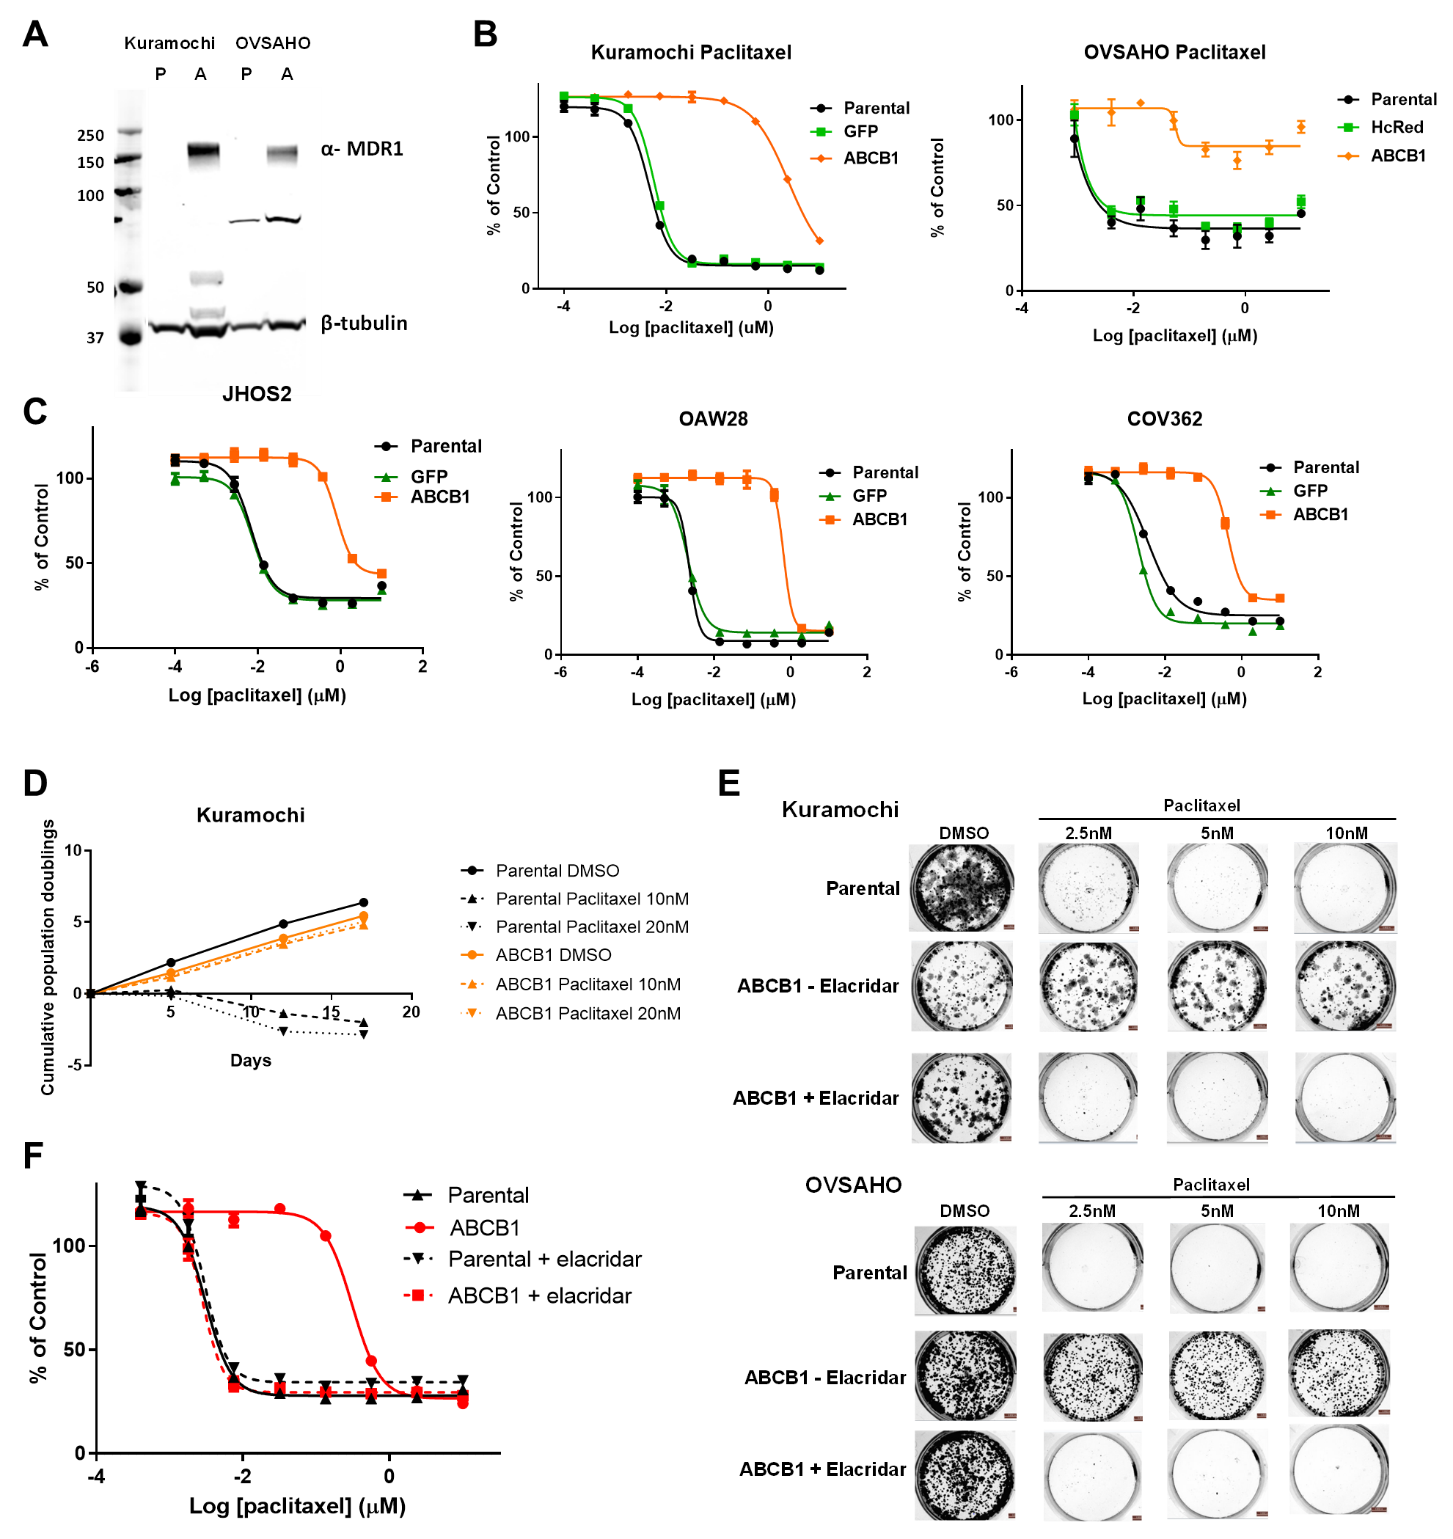 A
Kuramochi OVSAHO
P A P A
250
150
100
50
37
α- MDR1
β-tubulin
B
Kuramochi Paclitaxel
% of Control
100
50
0
-4 -2 0
Log [paclitaxel] (uM)
Parental
GFP
ABCB1
OVSAHO Paclitaxel
% of Control
100
50
0
-4 -2 0
Log [paclitaxel] (µM)
Parental
HcRed
ABCB1
C
JHOS2
% of Control
100
50
0
-6 -4 -2 0 2
Log [paclitaxel] (µM)
Parental
GFP
ABCB1
OAW28
% of Control
100
50
0
-6 -4 -2 0 2
Log [paclitaxel] (µM)
Parental
GFP
ABCB1
COV362
% of Control
100
50
0
-6 -4 -2 0 2
Log [paclitaxel] (µM)
Parental
GFP
ABCB1
D
Kuramochi
Cumulative population doublings
10
5
0
-5
5 10 15 20
Days
Parental DMSO
Parental Paclitaxel 10nM
Parental Paclitaxel 20nM
ABCB1 DMSO
ABCB1 Paclitaxel 10nM
ABCB1 Paclitaxel 20nM
E
Kuramochi
Paclitaxel
DMSO 2.5nM 5nM 10nM
Parental
ABCB1 - Elacridar
ABCB1 + Elacridar
OVSAHO
Paclitaxel
DMSO 2.5nM 5nM 10nM
Parental
ABCB1 - Elacridar
ABCB1 + Elacridar
F
% of Control
100
50
0
-4 -2 0
Log [paclitaxel] (µM)
Parental
ABCB1
Parental + elacridar
ABCB1 + elacridar